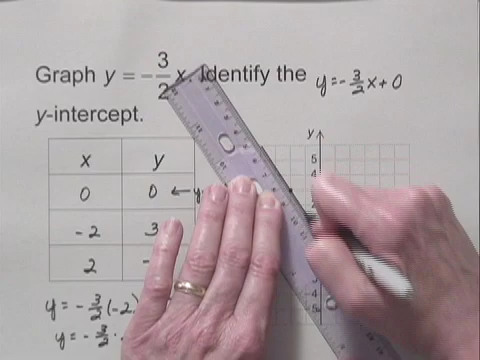 Graph y = -3/2 x. Identify the
y = -3/2 x + 0
y-intercept.
x y
0 0 ← y
-2 3
2 -
y = -3/2 (-2)
y = -3/2 ·
y
5
4